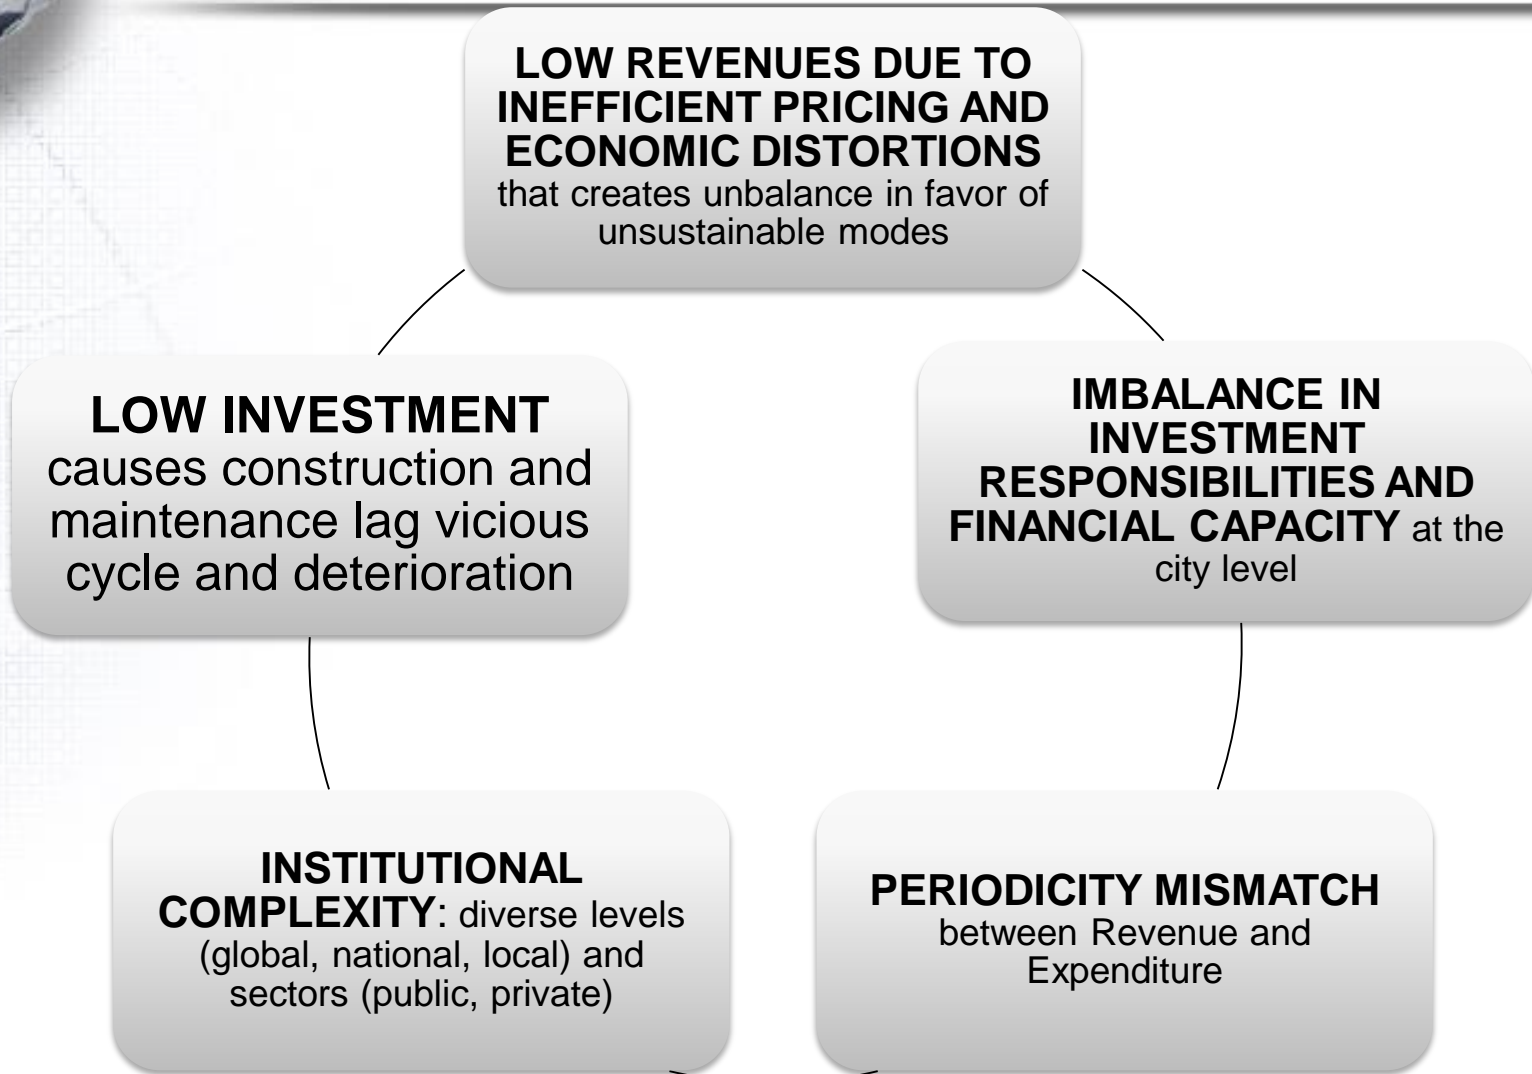 LOW REVENUES DUE TO
INEFFICIENT PRICING AND
ECONOMIC DISTORTIONS
that creates unbalance in favor of
unsustainable modes
LOW INVESTMENT
causes construction and
maintenance lag vicious
cycle and deterioration
IMBALANCE IN
INVESTMENT
RESPONSIBILITIES AND
FINANCIAL CAPACITY at the
city level
INSTITUTIONAL
COMPLEXITY: diverse levels
(global, national, local) and
sectors (public, private)
PERIODICITY MISMATCH
between Revenue and
Expenditure